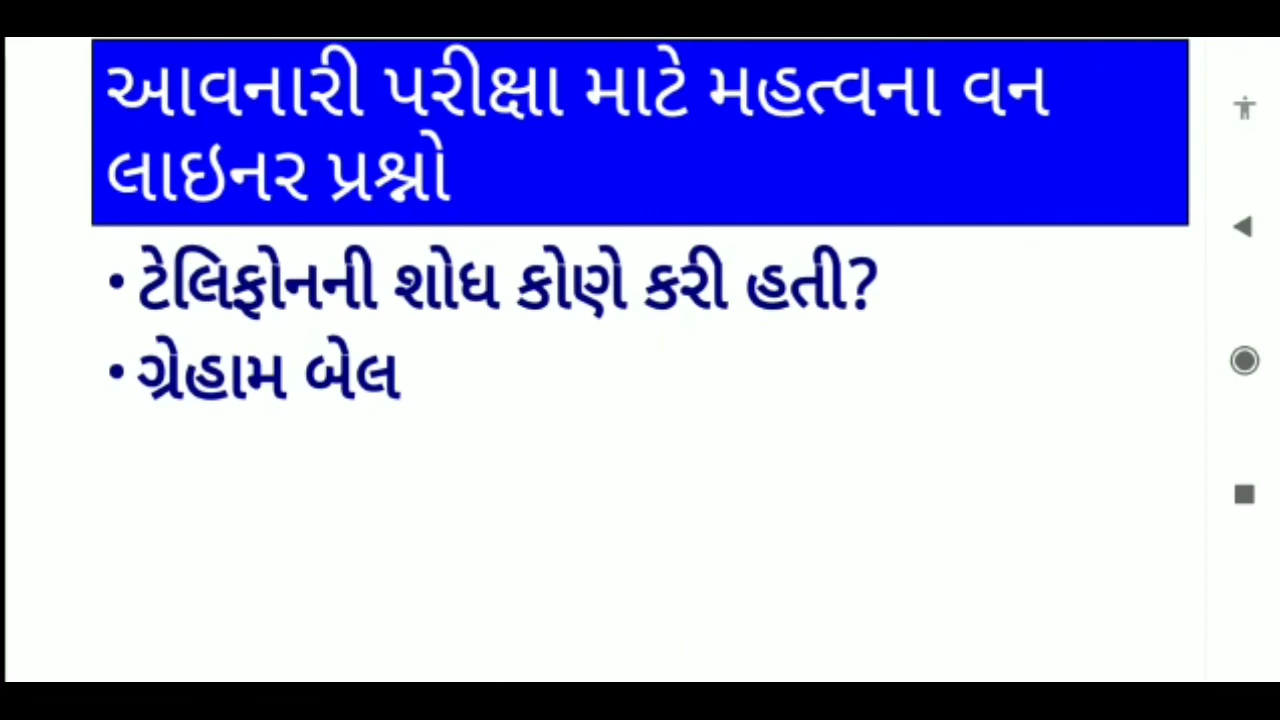 આવનારી પરીક્ષા માટે મહત્વના વન
લાઇનર પ્રશ્નો
• ટેલિફોનની શોધ કોણે કરી હતી?
• ગ્રેહામ બેલ